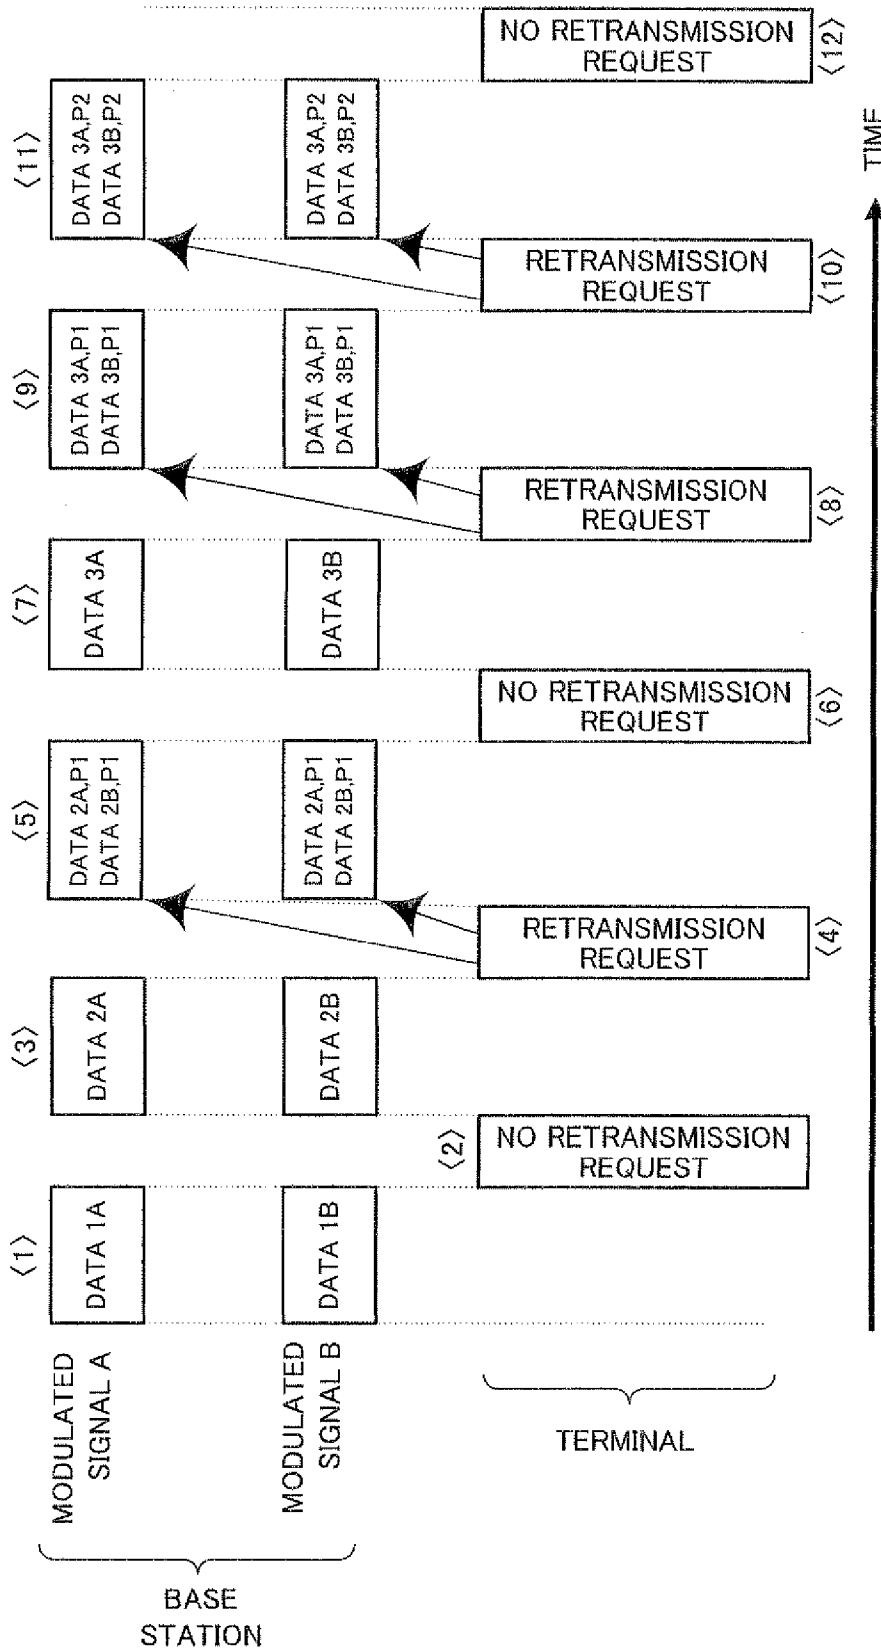 BASE
STATION
MODULATED
SIGNAL A
MODULATED
SIGNAL B
TERMINAL
<1>
DATA 1A
DATA 1B
<2>
NO RETRANSMISSION
REQUEST
<3>
DATA 2A
DATA 2B
<4>
RETRANSMISSION
REQUEST
<5>
DATA 2A,P1
DATA 2B,P1
DATA 2A,P1
DATA 2B,P1
<6>
NO RETRANSMISSION
REQUEST
<7>
DATA 3A
DATA 3B
<8>
RETRANSMISSION
REQUEST
<9>
DATA 3A,P1
DATA 3B,P1
DATA 3A,P1
DATA 3B,P1
<10>
RETRANSMISSION
REQUEST
<11>
DATA 3A,P2
DATA 3B,P2
DATA 3A,P2
DATA 3B,P2
<12>
NO RETRANSMISSION
REQUEST
TIME